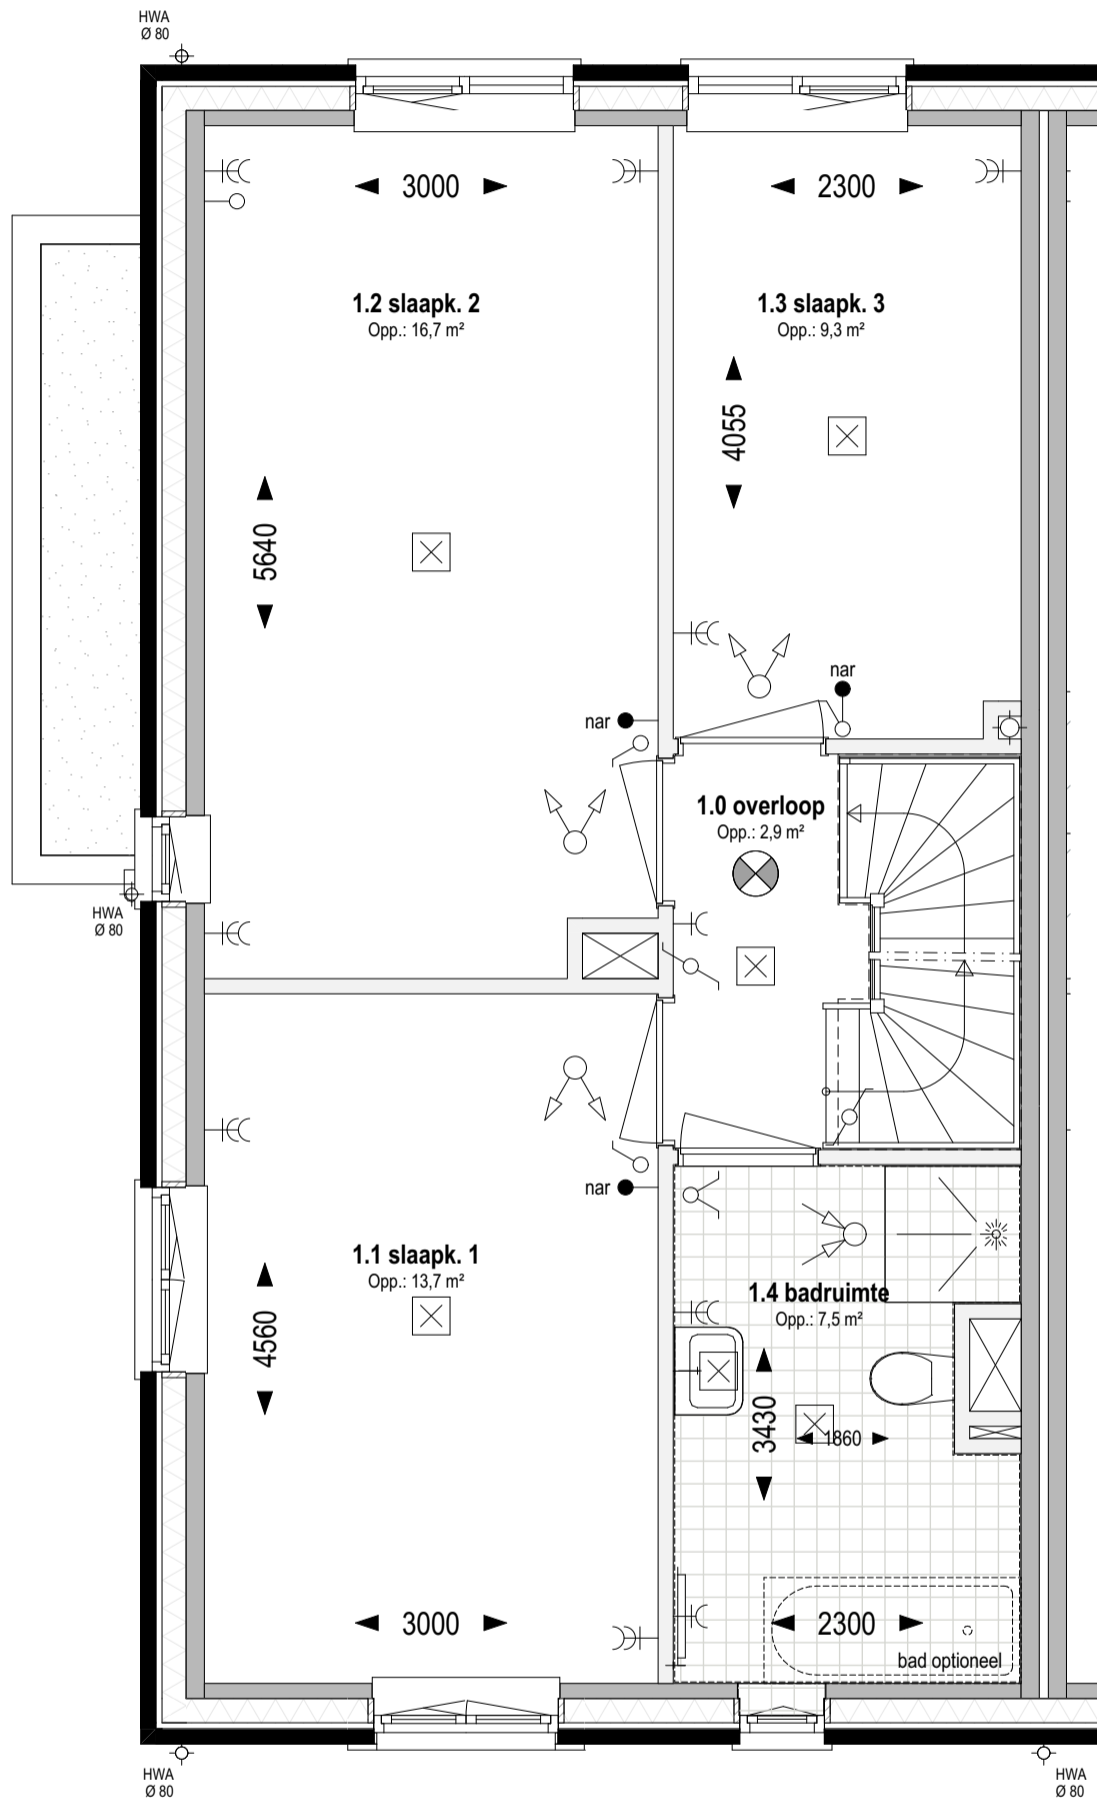 HWA
Ø 80
3000
2300
1.2 slaapk. 2
Opp.: 16,7 m²
1.3 slaapk. 3
Opp.: 9,3 m²
4055
5640
nar
nar
1.0 overloop
Opp.: 2,9 m²
HWA
Ø 80
nar
1.1 slaapk. 1
Opp.: 13,7 m²
1.4 badruimte
Opp.: 7,5 m²
4560
3430
1860
3000
2300
bad optioneel
HWA
Ø 80
HWA
Ø 80